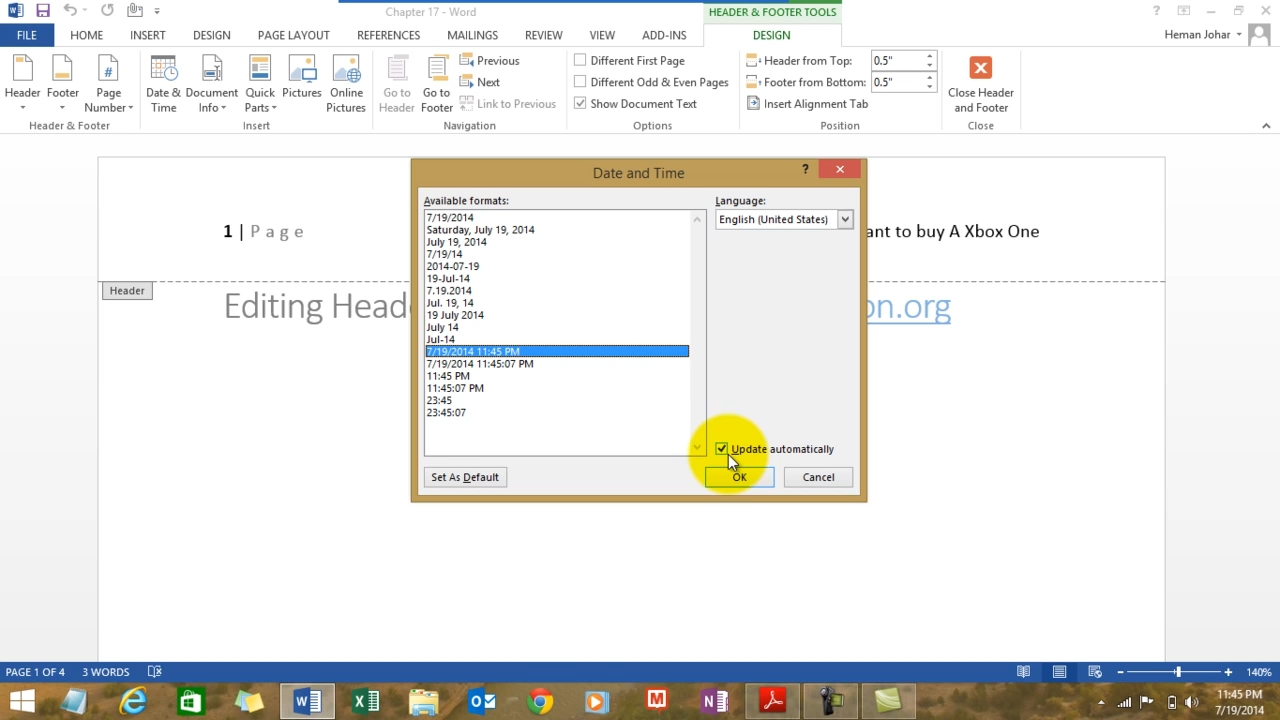 Chapter 17 - Word
HEADER & FOOTER TOOLS
?
FILE HOME INSERT DESIGN PAGE LAYOUT REFERENCES MAILINGS REVIEW VIEW ADD-INS DESIGN
Heman Johar
Header
Footer
Page Number
Header & Footer
Date & Time
Document Info
Quick Parts
Pictures
Online Pictures
Insert
Go to Header
Go to Footer
Previous
Next
Link to Previous
Navigation
Different First Page
Different Odd & Even Pages
Show Document Text
Options
Header from Top: 0.5"
Footer from Bottom: 0.5"
Insert Alignment Tab
Position
Close Header and Footer
Close
1 | Page
ant to buy A Xbox One
Header
Editing Head
on.org
Date and Time
?
Available formats:
7/19/2014
Saturday, July 19, 2014
July 19, 2014
7/19/14
2014-07-19
19-Jul-14
7.19.2014
Jul. 19, 14
19 July 2014
July 14
Jul-14
7/19/2014 11:45 PM
7/19/2014 11:45:07 PM
11:45 PM
11:45:07 PM
23:45
23:45:07
Language:
English (United States)
Update automatically
Set As Default
OK
Cancel
PAGE 1 OF 4 3 WORDS
140%
11:45 PM
7/19/2014